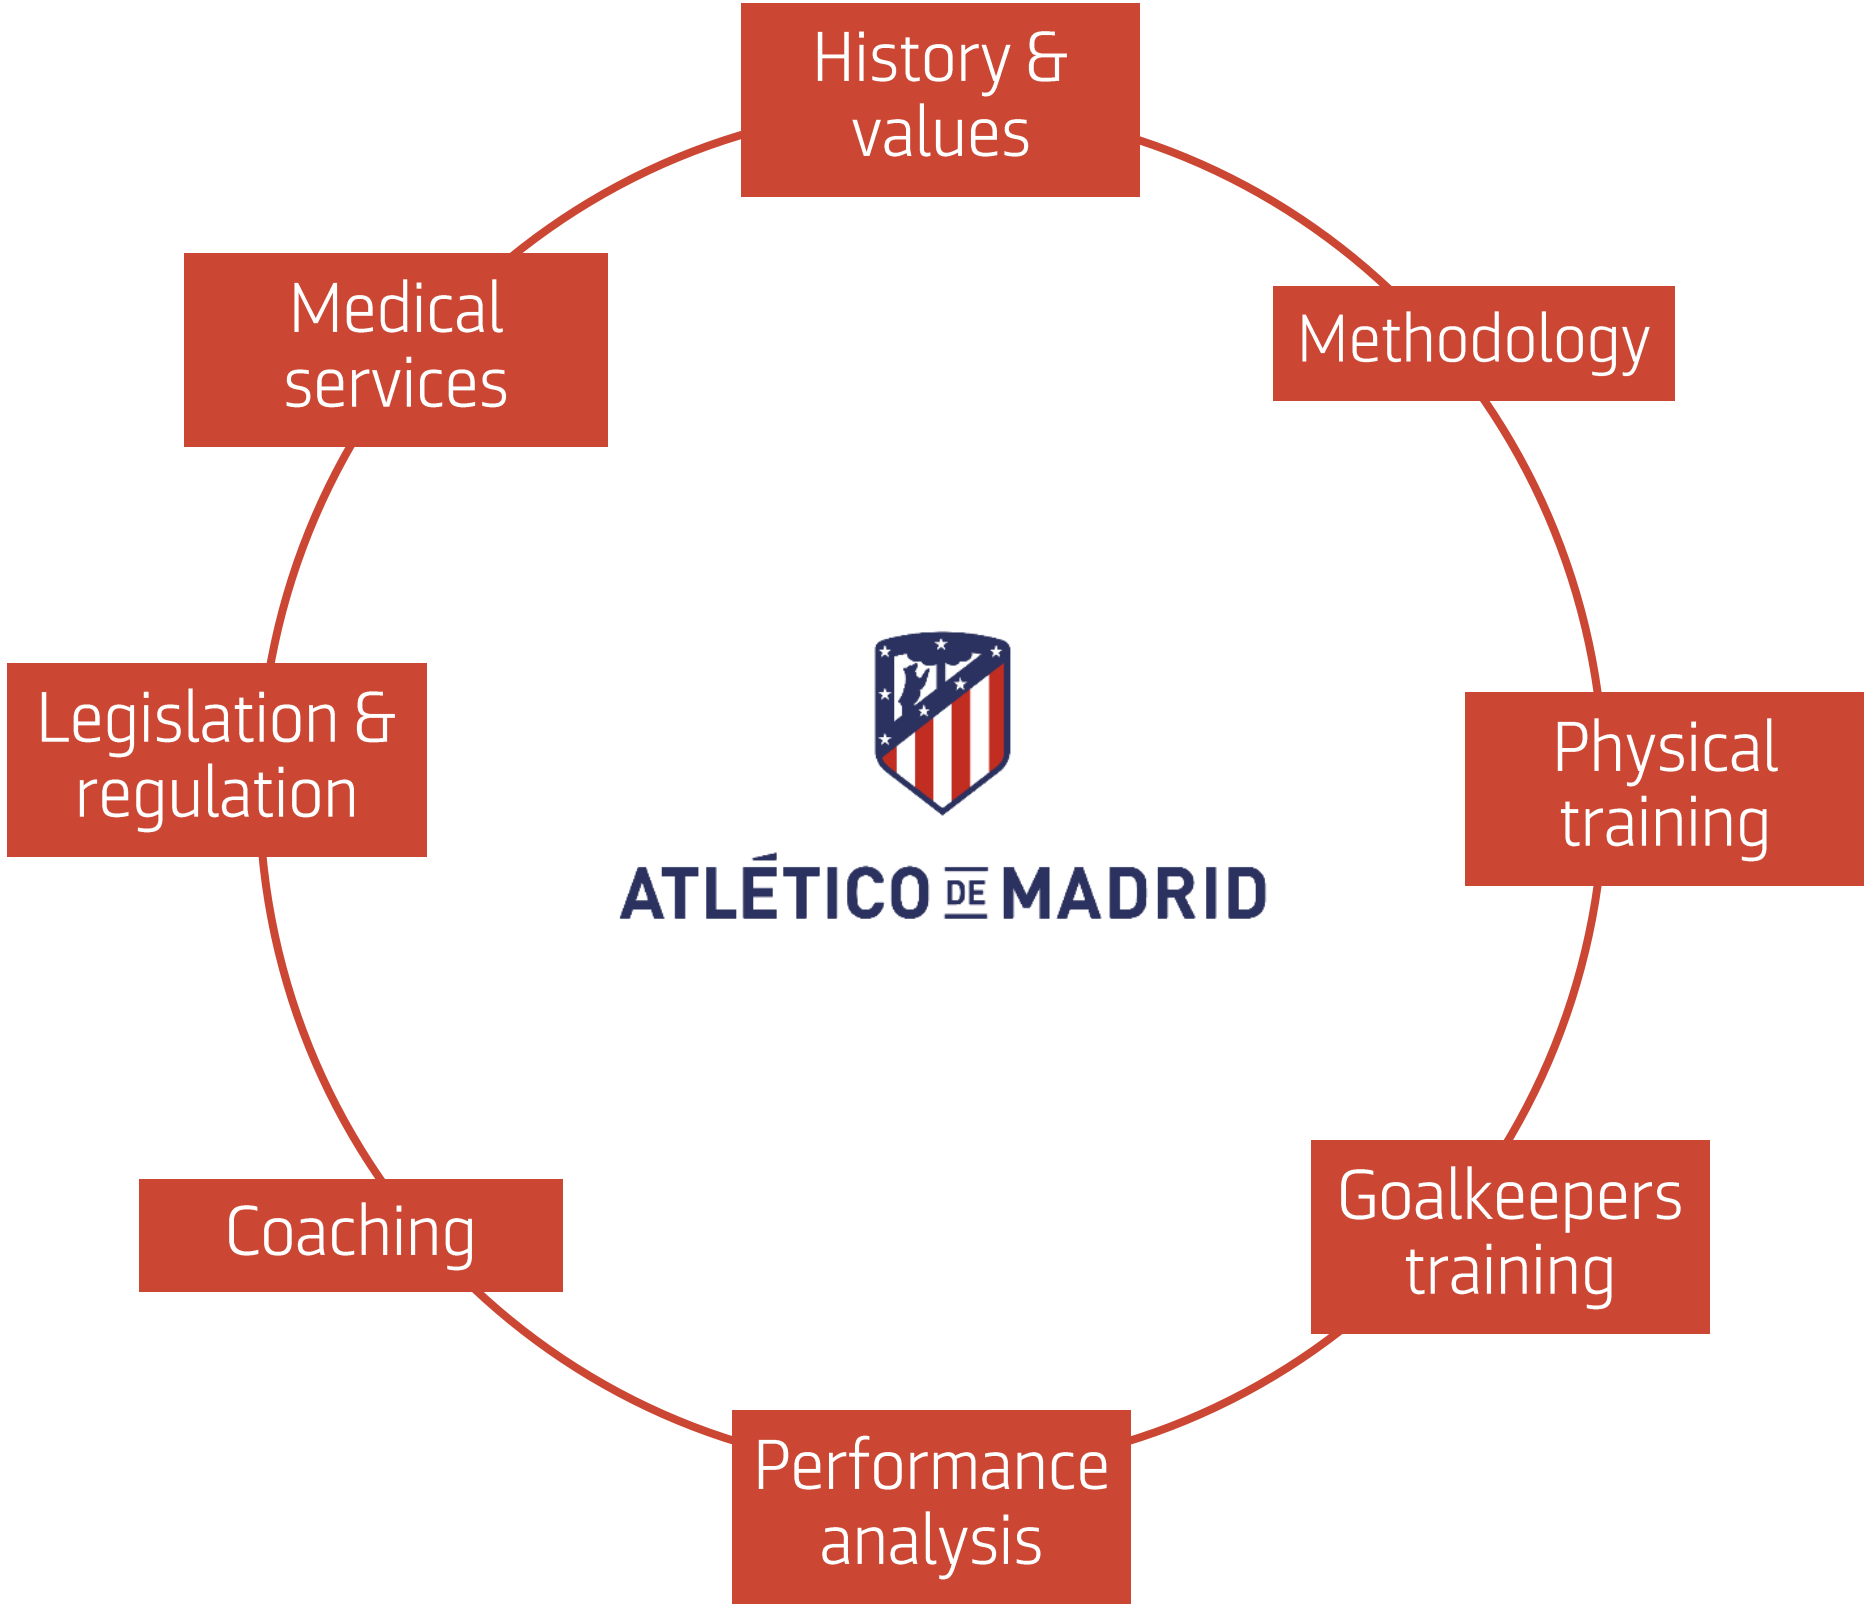 History &
values
Methodology
Physical
training
Goalkeepers
training
Performance
analysis
Coaching
Legislation &
regulation
Medical
services
ATLÉTICO DE MADRID